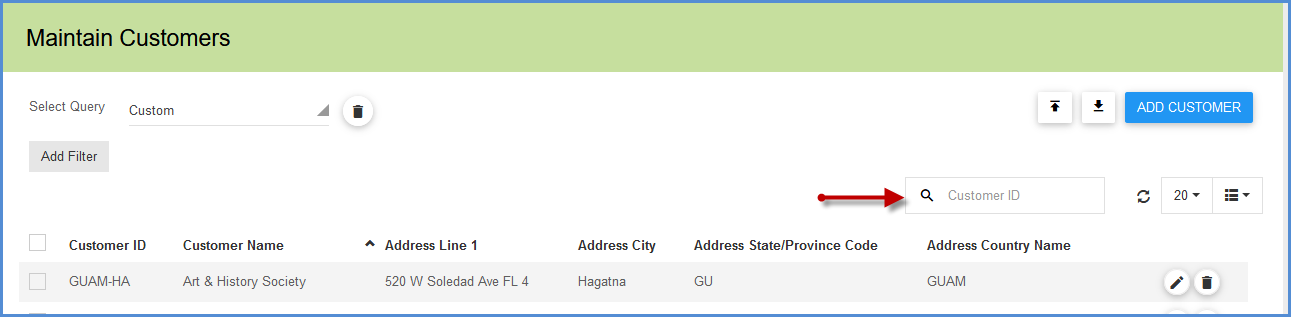 Maintain Customers
Select Query
Custom
ADD CUSTOMER
Add Filter
Customer ID
20
Customer ID Customer Name Address Line 1 Address City Address State/Province Code Address Country Name
GUAM-HA Art & History Society 520 W Soledad Ave FL 4 Hagatna GU GUAM